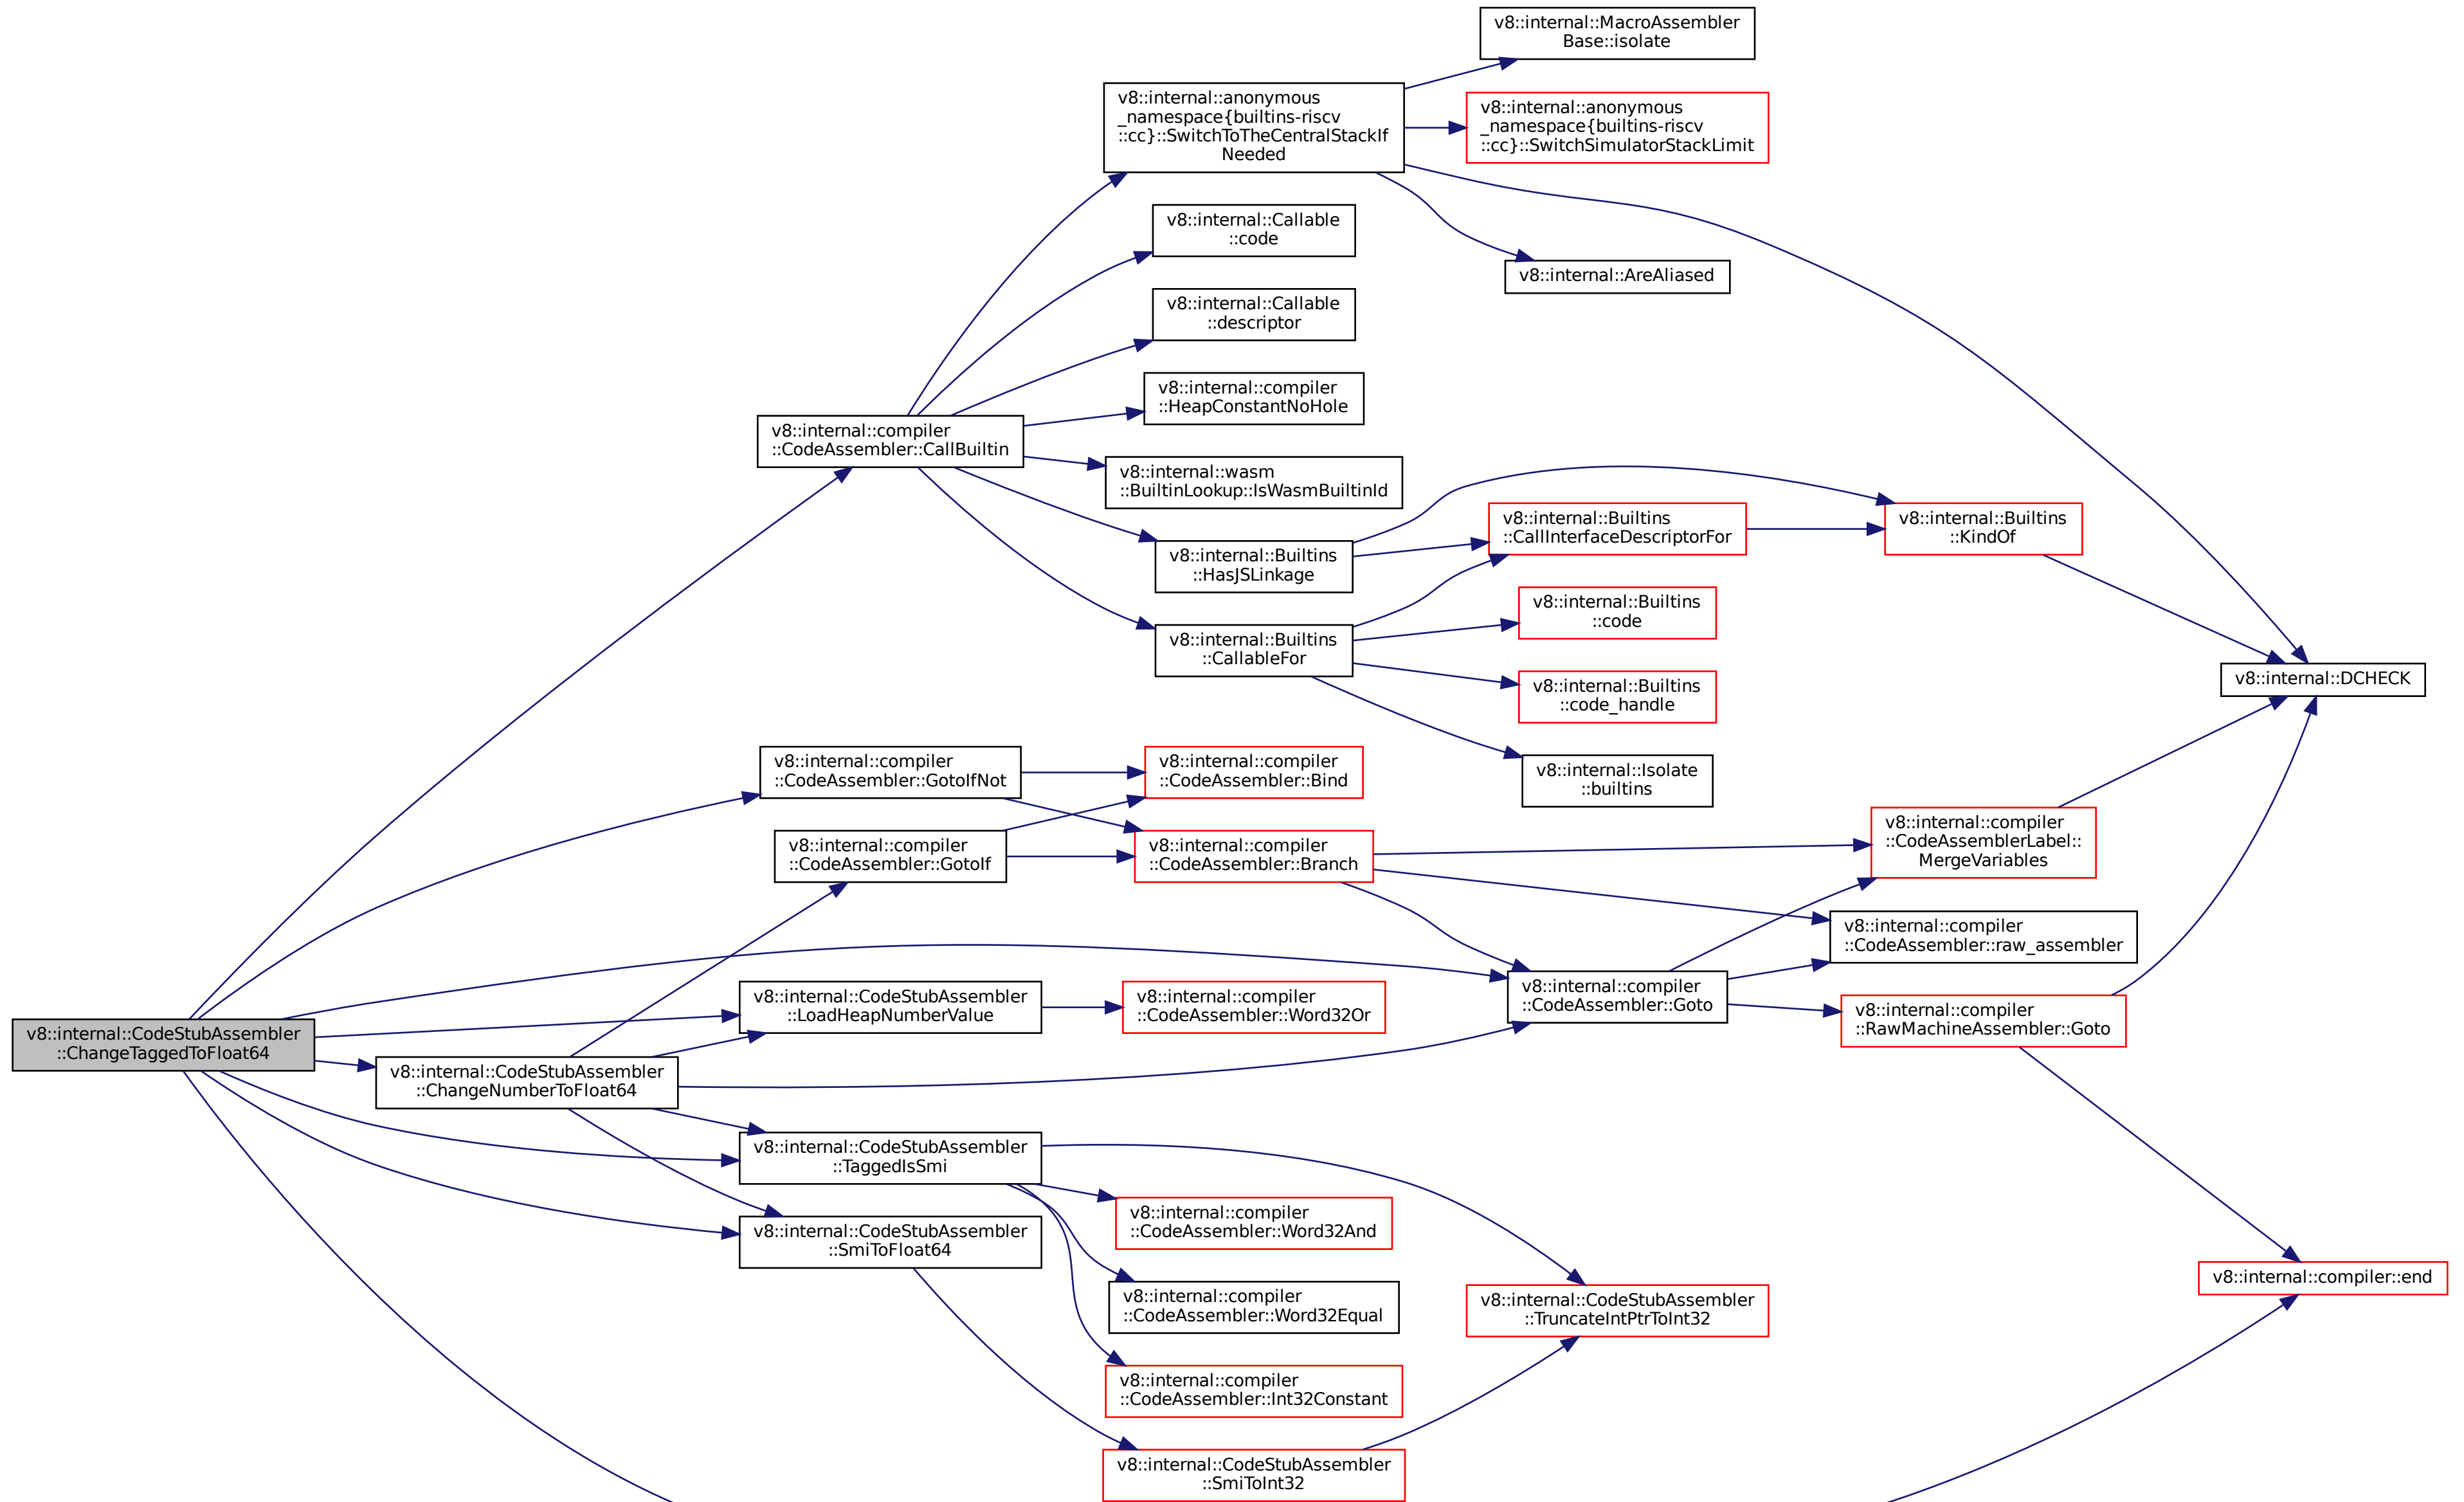 v8::internal::MacroAssembler
Base::isolate
v8::internal::anonymous
_namespace{builtins-riscv
::cc}::SwitchToTheCentralStackIf
Needed
v8::internal::anonymous
_namespace{builtins-riscv
::cc}::SwitchSimulatorStackLimit
v8::internal::Callable
::code
v8::internal::AreAliased
v8::internal::Callable
::descriptor
v8::internal::compiler
::HeapConstantNoHole
v8::internal::compiler
::CodeAssembler::CallBuiltin
v8::internal::wasm
::BuiltinLookup::IsWasmBuiltinId
v8::internal::Builtins
::CallInterfaceDescriptorFor
v8::internal::Builtins
::KindOf
v8::internal::Builtins
::HasJSLinkage
v8::internal::Builtins
::code
v8::internal::Builtins
::CallableFor
v8::internal::DCHECK
v8::internal::Builtins
::code_handle
v8::internal::compiler
::CodeAssembler::GotoIfNot
v8::internal::compiler
::CodeAssembler::Bind
v8::internal::Isolate
::builtins
v8::internal::compiler
::CodeAssemblerLabel::
MergeVariables
v8::internal::compiler
::CodeAssembler::GotoIf
v8::internal::compiler
::CodeAssembler::Branch
v8::internal::compiler
::CodeAssembler::raw_assembler
v8::internal::compiler
::CodeAssembler::Goto
v8::internal::CodeStubAssembler
::LoadHeapNumberValue
v8::internal::compiler
::CodeAssembler::Word32Or
v8::internal::compiler
::RawMachineAssembler::Goto
v8::internal::CodeStubAssembler
::ChangeTaggedToFloat64
v8::internal::CodeStubAssembler
::ChangeNumberToFloat64
v8::internal::CodeStubAssembler
::TaggedIsSmi
v8::internal::compiler
::CodeAssembler::Word32And
v8::internal::CodeStubAssembler
::SmiToFloat64
v8::internal::compiler::end
v8::internal::compiler
::CodeAssembler::Word32Equal
v8::internal::CodeStubAssembler
::TruncateIntPtrToInt32
v8::internal::compiler
::CodeAssembler::Int32Constant
v8::internal::CodeStubAssembler
::SmiToInt32